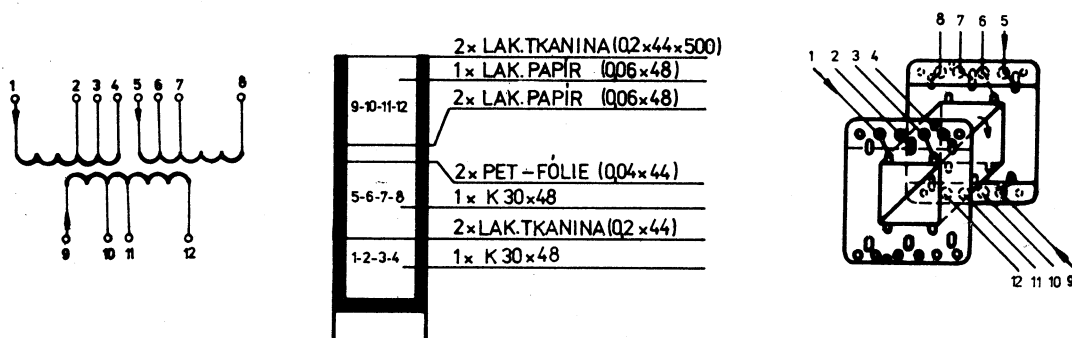 1 2 3 4 5 6 7 8
9 10 11 12
2× LAK.TKANINA (0,2×44×500)
1× LAK.PAPÍR (0,06×48)
9-10-11-12
2× LAK.PAPÍR (0,06×48)
2× PET-FÓLIE (0,04×44)
5-6-7-8
1× K 30×48
2×LAK.TKANINA (0,2×44)
1-2-3-4
1× K 30×48
8 7 6 5
1 2 3 4
12 11 10 9